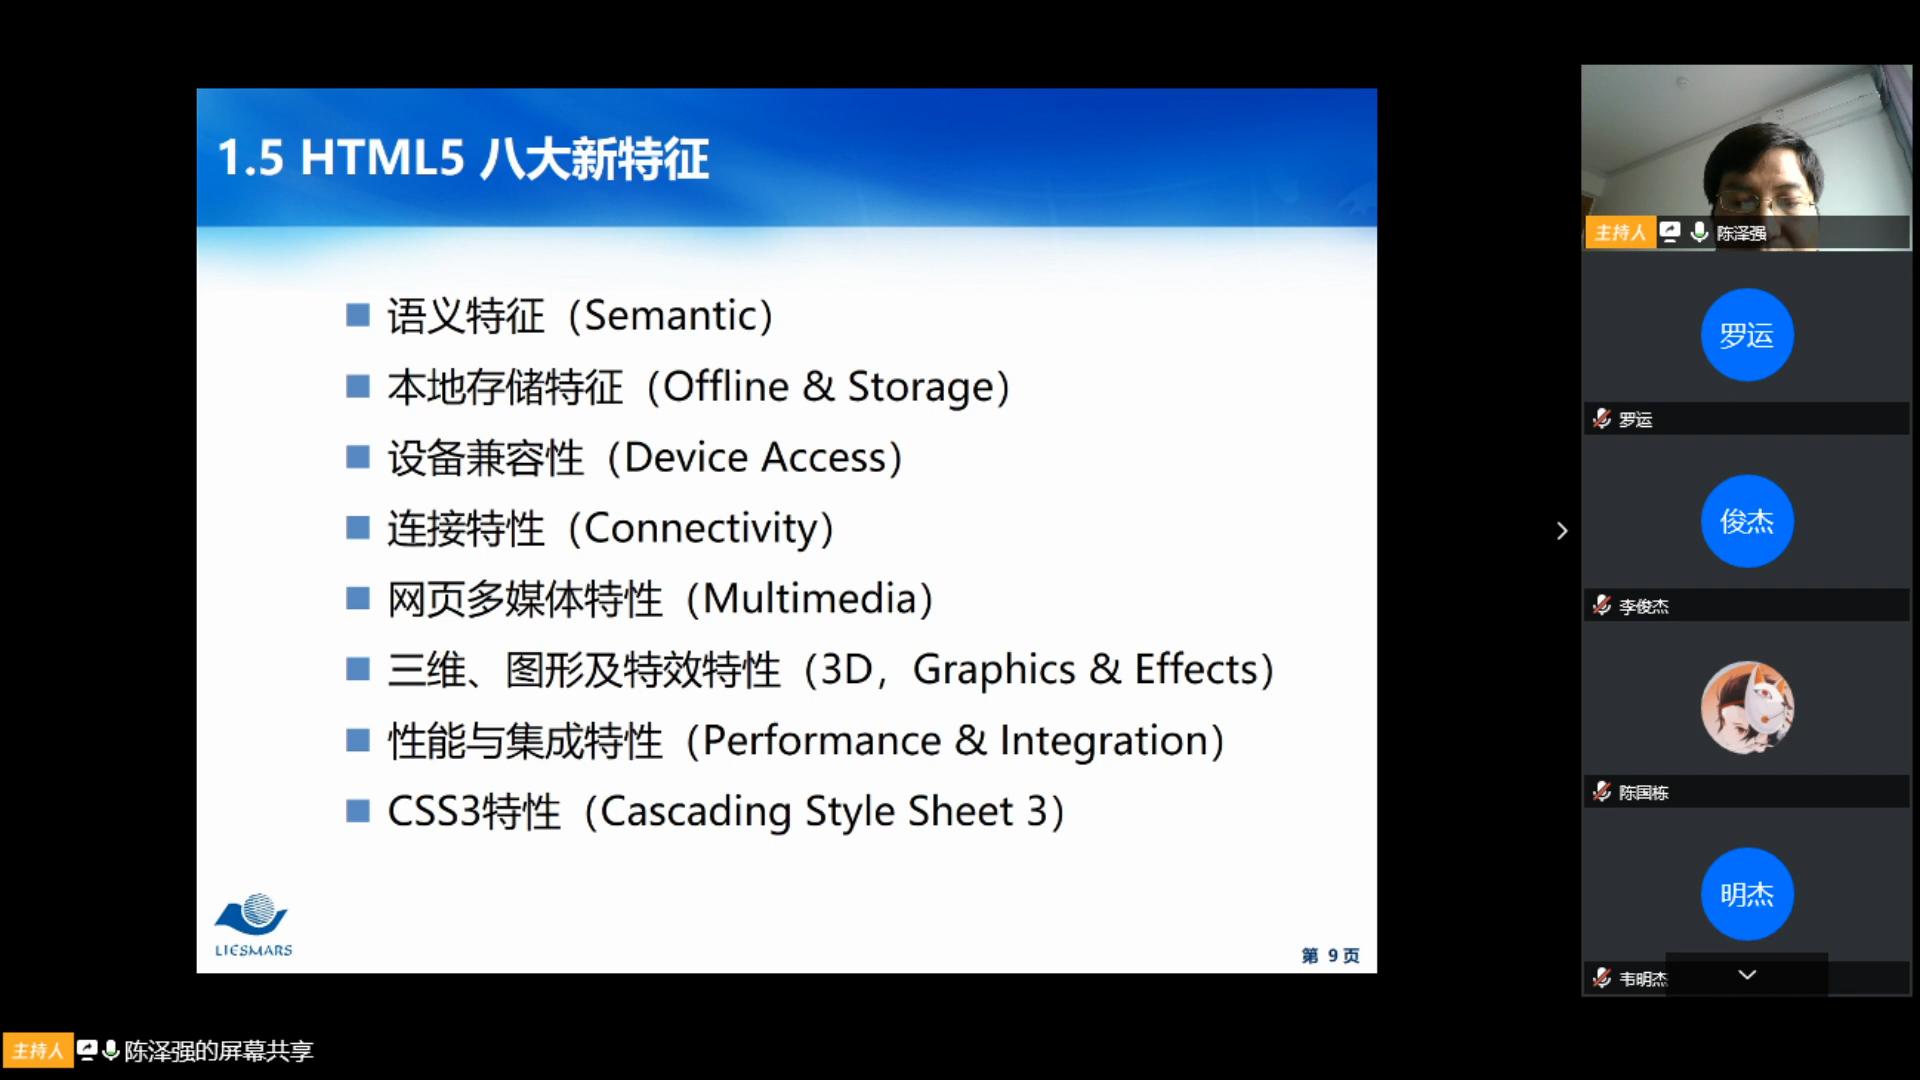 1.5 HTML5 八大新特征
语义特征（Semantic）
本地存储特征（Offline & Storage）
设备兼容性（Device Access）
连接特性（Connectivity）
网页多媒体特性（Multimedia）
三维、图形及特效特性（3D，Graphics & Effects）
性能与集成特性（Performance & Integration）
CSS3特性（Cascading Style Sheet 3）
LIESMARS
第 9 页
主持人 陈泽强
罗运
罗运
俊杰
李俊杰
陈国栋
明杰
韦明杰
主持人 陈泽强的屏幕共享